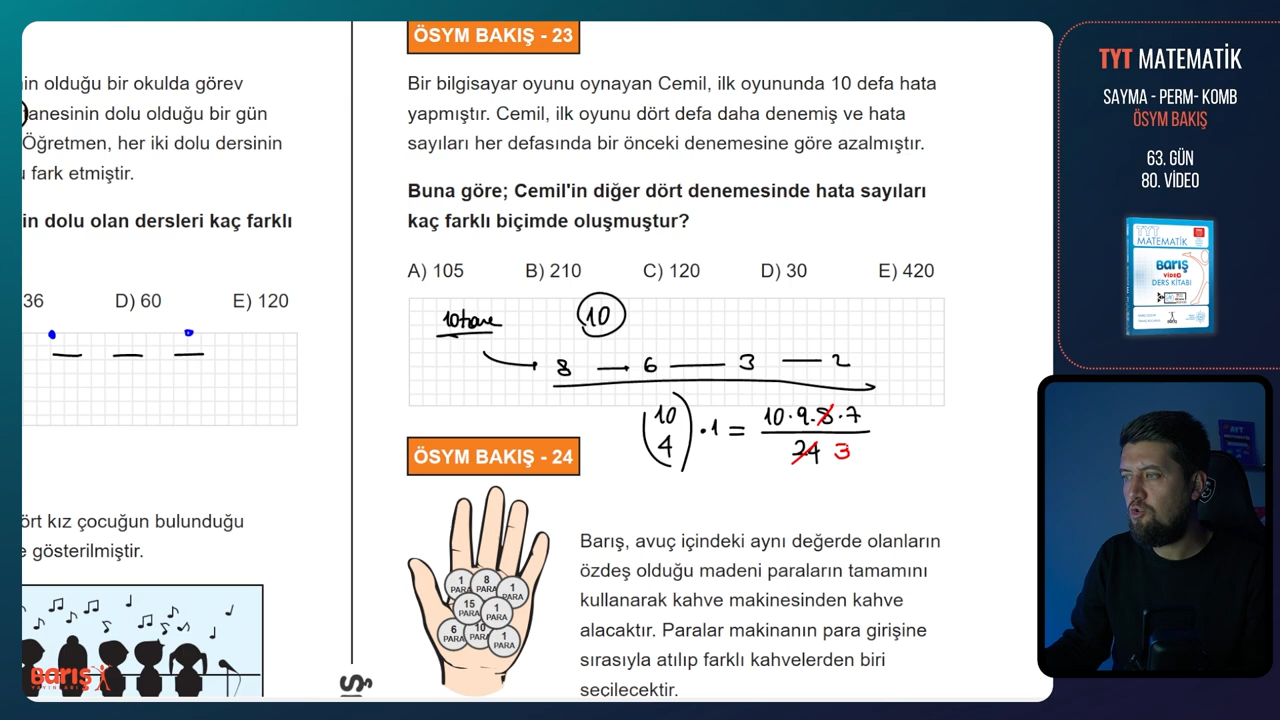 in olduğu bir okulda görev
anesinin dolu olduğu bir gün
Öğretmen, her iki dolu dersinin
fark etmiştir.
in dolu olan dersleri kaç farklı
36 D) 60 E) 120
ört kız çocuğun bulunduğu
e gösterilmiştir.
BARIŞ
YAYINLARI
ÖSYM BAKIŞ - 23
Bir bilgisayar oyunu oynayan Cemil, ilk oyununda 10 defa hata
yapmıştır. Cemil, ilk oyunu dört defa daha denemiş ve hata
sayıları her defasında bir önceki denemesine göre azalmıştır.
Buna göre; Cemil'in diğer dört denemesinde hata sayıları
kaç farklı biçimde oluşmuştur?
A) 105 B) 210 C) 120 D) 30 E) 420
10 tane 10
8 6 3 2
(10 4) · 1 = 10·9·8·7
24 3
ÖSYM BAKIŞ - 24
1 PARA
8 PARA
1 PARA
15 PARA
1 PARA
6 PARA
10 PARA
1 PARA
Barış, avuç içindeki aynı değerde olanların
özdeş olduğu madeni paraların tamamını
kullanarak kahve makinesinden kahve
alacaktır. Paralar makinanın para girişine
sırasıyla atılıp farklı kahvelerden biri
seçilecektir.
IŞ
TYT MATEMATİK
SAYMA - PERM- KOMB
ÖSYM BAKIŞ
63. GÜN
80. VİDEO
TYT
MATEMATİK
BARIŞ
VİDEO
DERS KİTABI